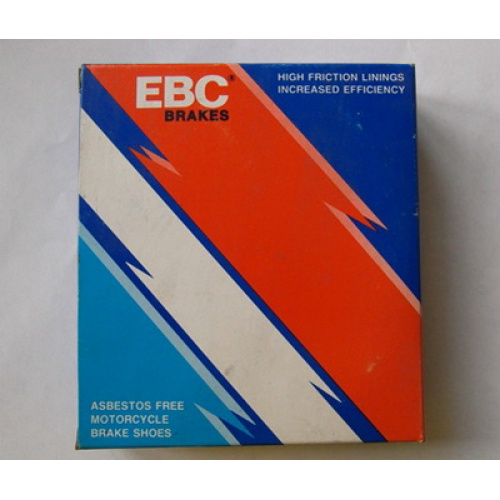 EBC®
BRAKES
HIGH FRICTION LININGS
INCREASED EFFICIENCY
ASBESTOS FREE
MOTORCYCLE
BRAKE SHOES